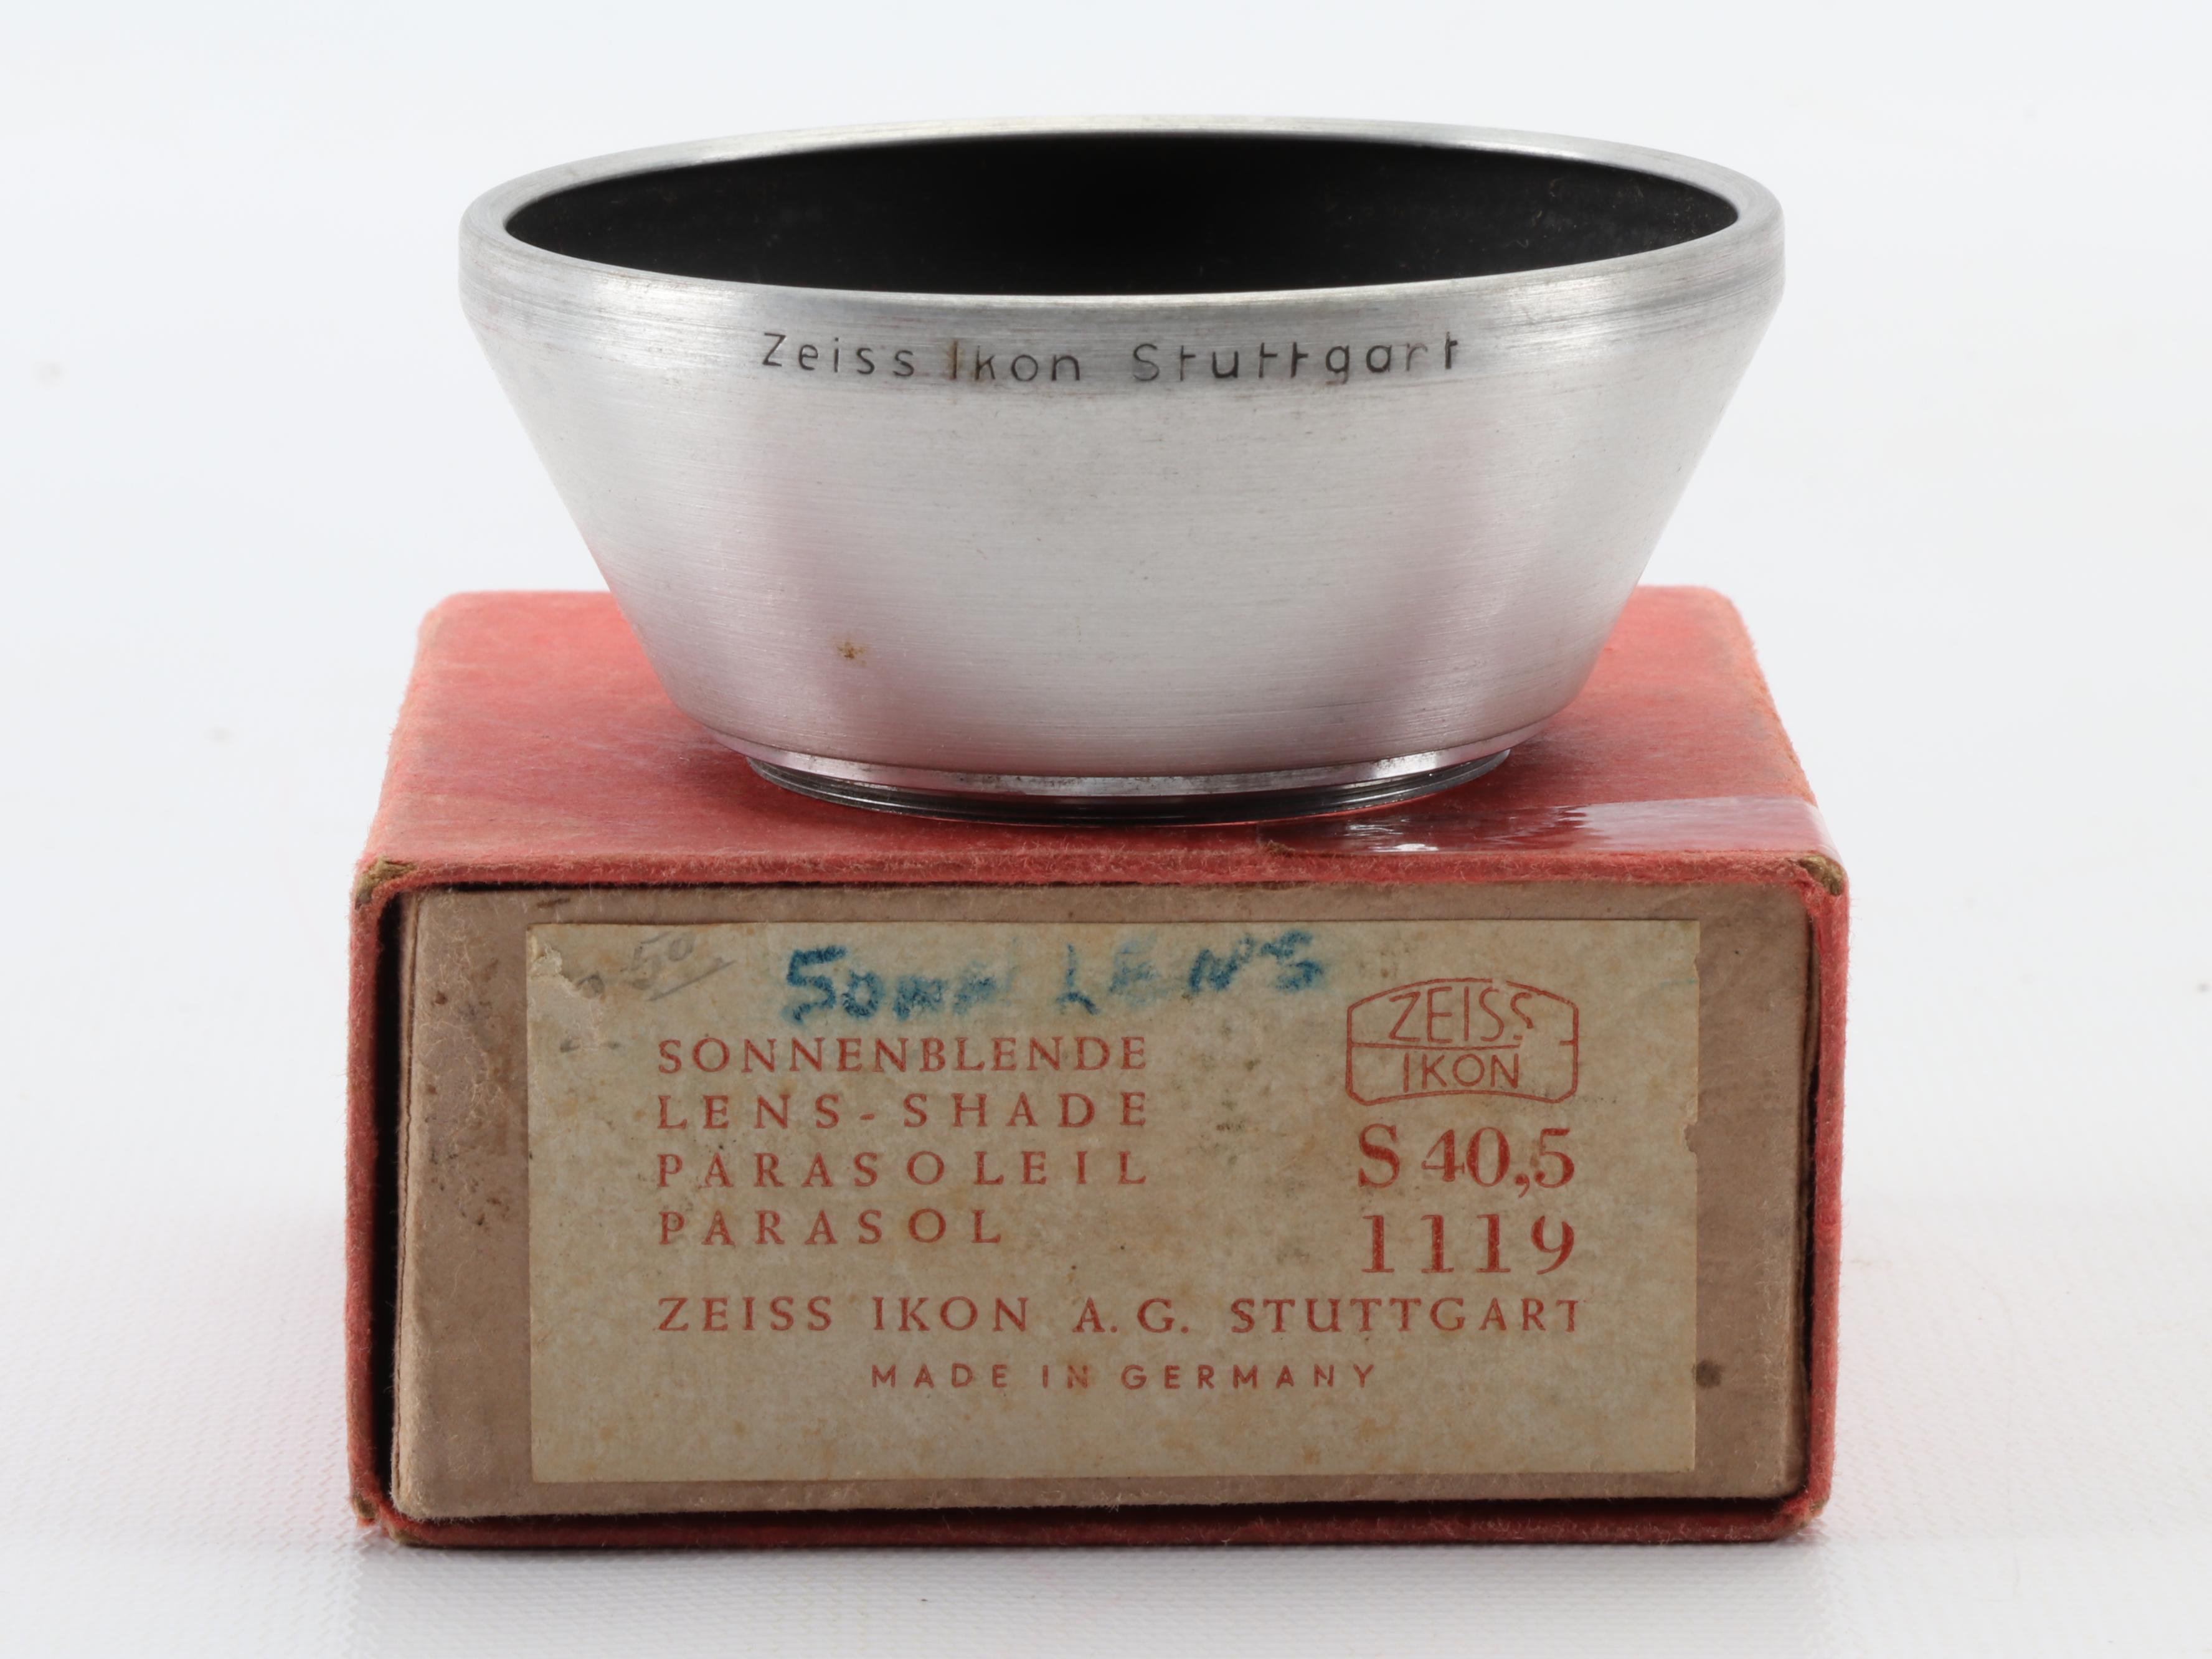 Zeiss Ikon Stuttgart
50mm LENS
SONNENBLENDE
LENS-SHADE
PARASOLEIL
PARASOL
ZEISS
IKON
S 40,5
1119
ZEISS IKON A.G. STUTTGART
MADE IN GERMANY